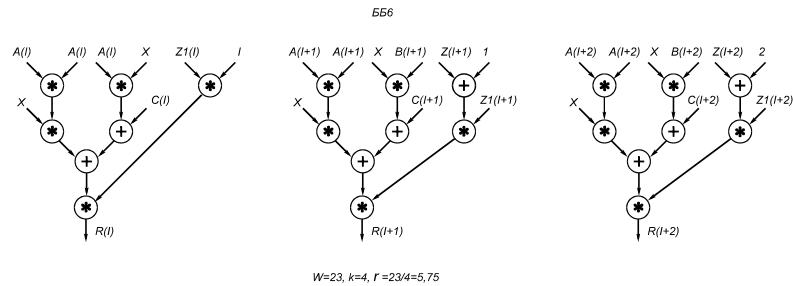 ББ6
A(I) A(I) A(I) X Z1(I) I A(I+1) A(I+1) X B(I+1) Z(I+1) 1 A(I+2) A(I+2) X B(I+2) Z(I+2) 2
* * * * * + * * +
X C(I) X C(I+1) Z1(I+1) X C(I+2) Z1(I+2)
* + * + * * + *
+ + +
* * *
R(I) R(I+1) R(I+2)
W=23, k=4, r =23/4=5,75